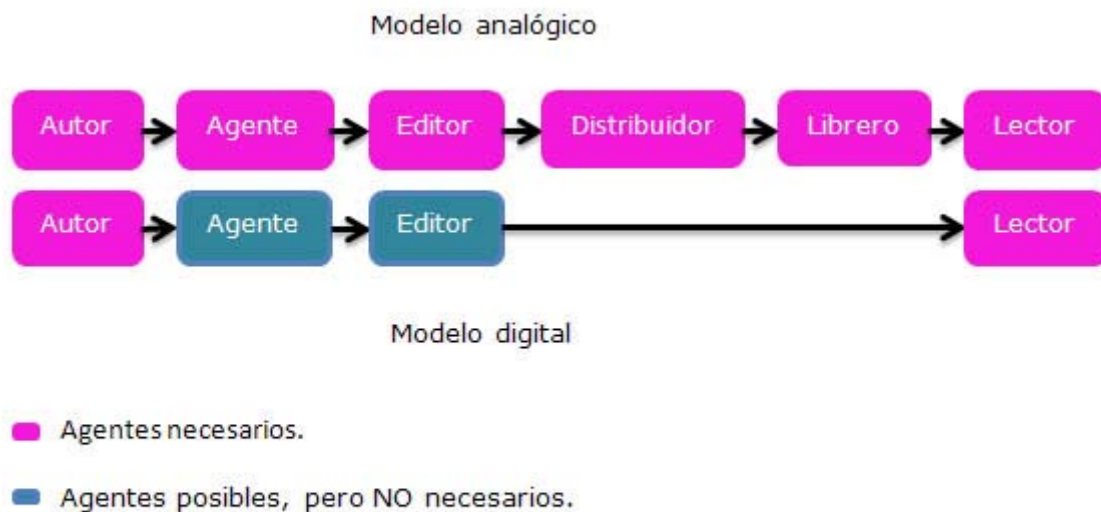 Modelo analógico
Autor Agente Editor Distribuidor Librero Lector
Autor Agente Editor Lector
Modelo digital
Agentes necesarios.
Agentes posibles, pero NO necesarios.